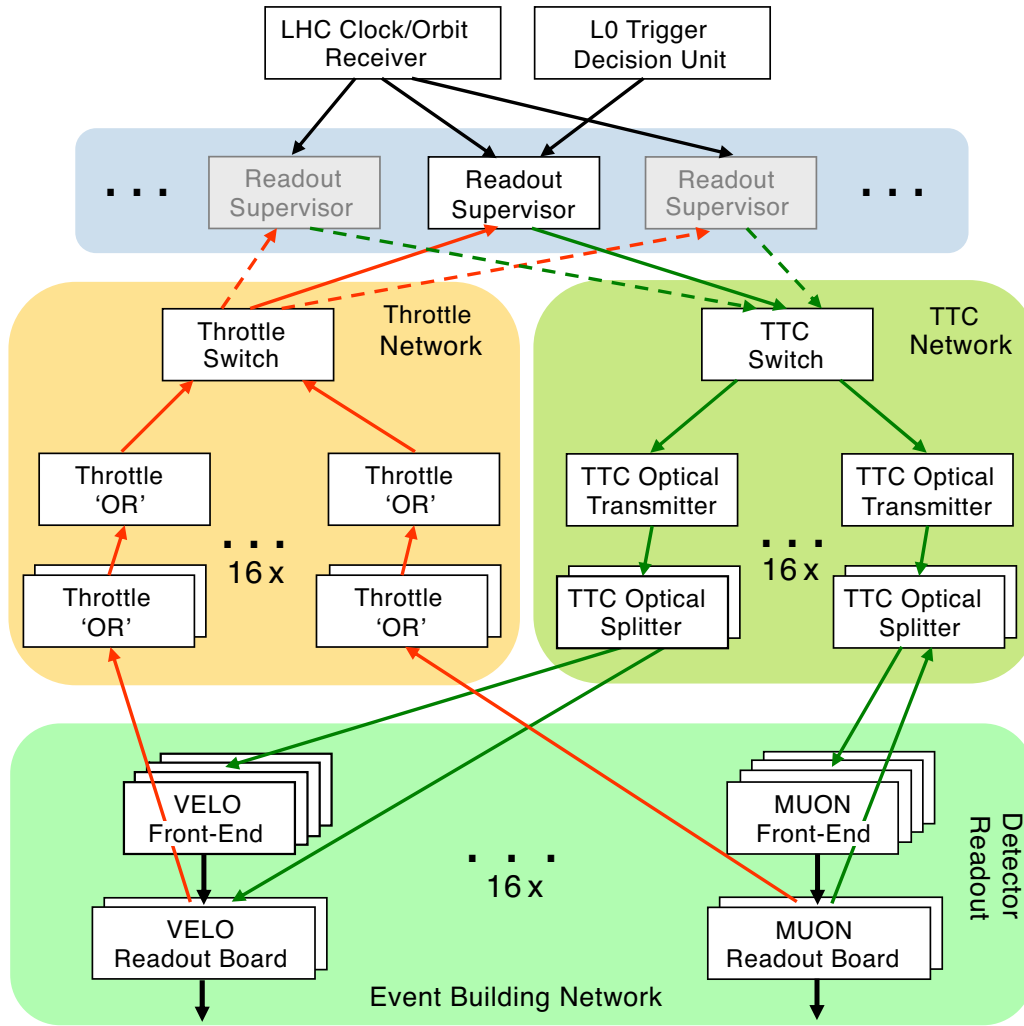 LHC Clock/Orbit
Receiver
L0 Trigger
Decision Unit
. . .
Readout
Supervisor
Readout
Supervisor
Readout
Supervisor
. . .
Throttle
Switch
Throttle
Network
TTC
Switch
TTC
Network
Throttle
‘OR’
Throttle
‘OR’
. . .
16 x
Throttle
‘OR’
Throttle
‘OR’
TTC Optical
Transmitter
TTC Optical
Transmitter
. . .
16 x
TTC Optical
Splitter
TTC Optical
Splitter
VELO
Front-End
MUON
Front-End
. . .
16 x
Detector
Readout
VELO
Readout Board
MUON
Readout Board
Event Building Network